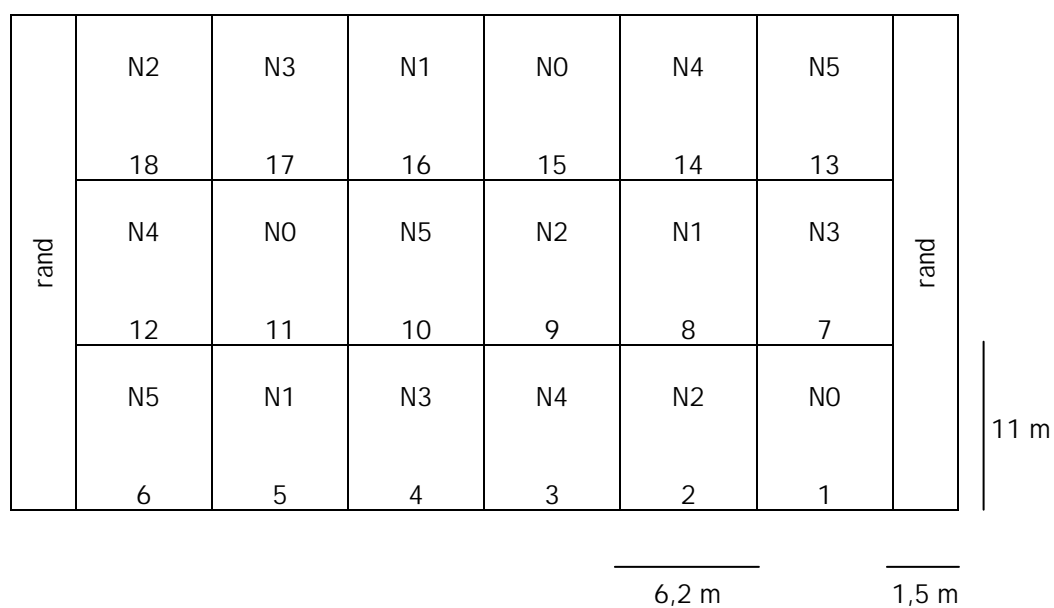 N2 N3 N1 N0 N4 N5
18 17 16 15 14 13
rand
N4 N0 N5 N2 N1 N3
rand
12 11 10 9 8 7
N5 N1 N3 N4 N2 N0
11 m
6 5 4 3 2 1
6,2 m 1,5 m